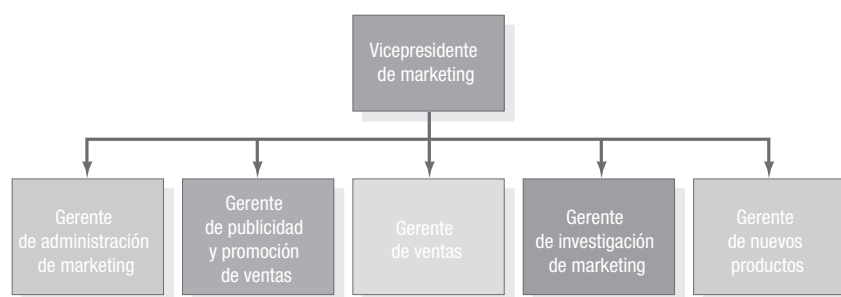 Vicepresidente
de marketing
Gerente
de administración
de marketing
Gerente
de publicidad
y promoción
de ventas
Gerente
de ventas
Gerente
de investigación
de marketing
Gerente
de nuevos
productos